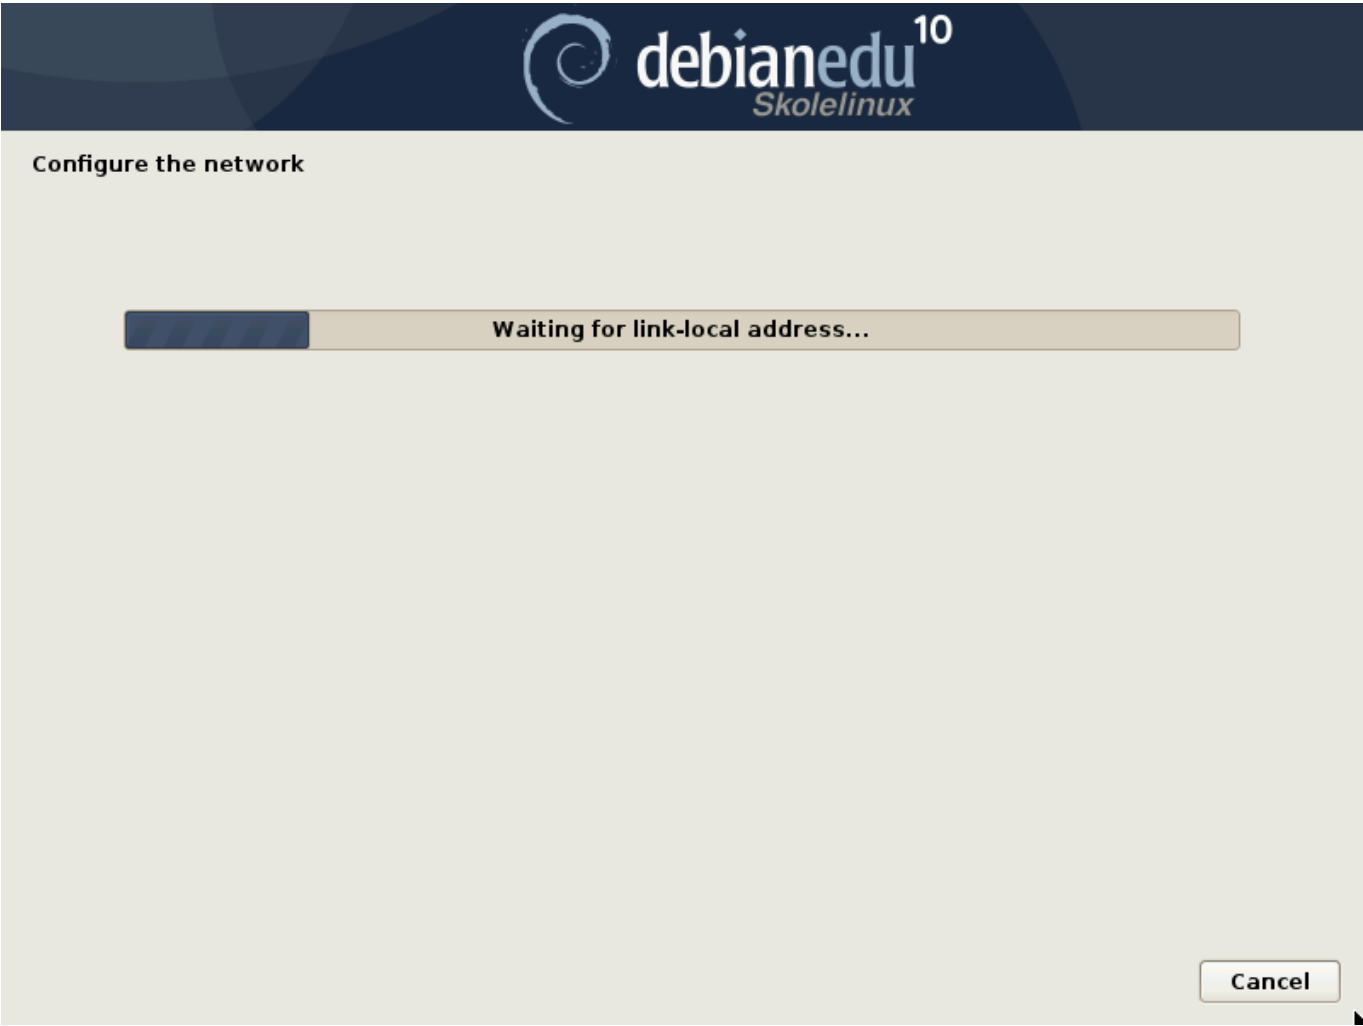 debianedu 10
Skolelinux
Configure the network
Waiting for link-local address...
Cancel